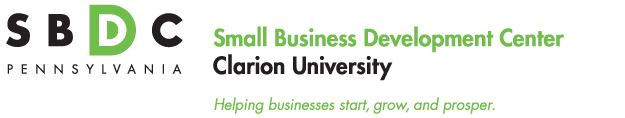 SBDC
PENNSYLVANIA
Small Business Development Center
Clarion University
Helping businesses start, grow, and prosper.